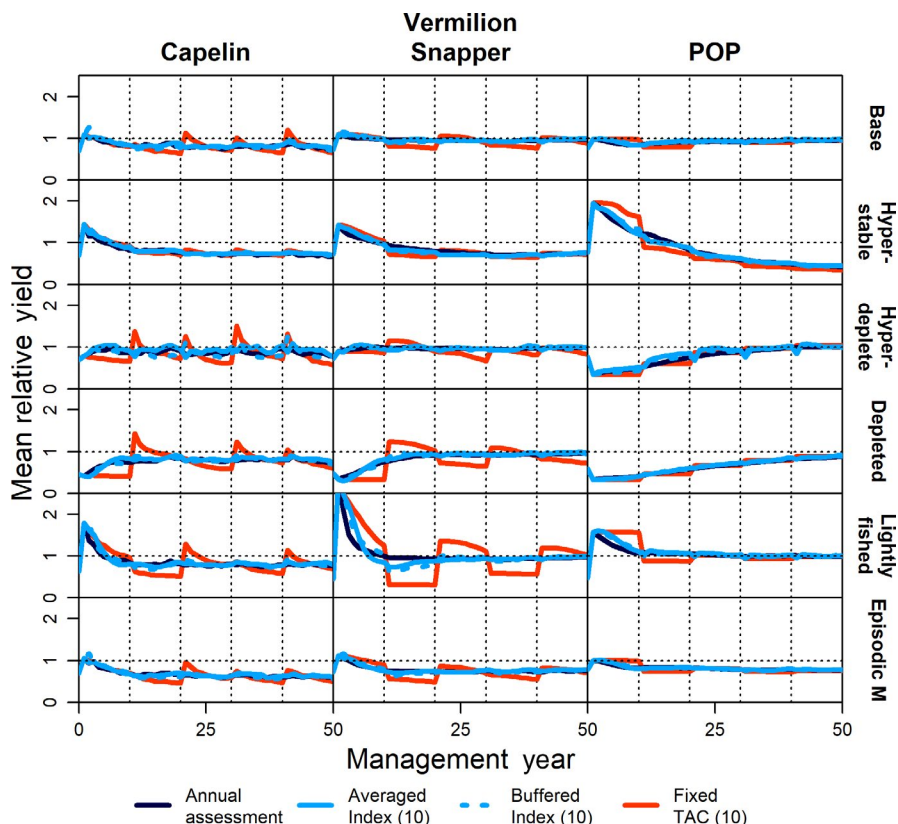 Vermilion
Capelin Snapper POP
Mean relative yield
0 1 2
0 1 2
0 1 2
0 1 2
0 1 2
0 1 2
Base
Hyper-
stable
Hyper-
deplete
Depleted
Lightly
fished
Episodic M
0 25 50 25 50 25 50
Management year
Annual
assessment
Averaged
Index (10)
Buffered
Index (10)
Fixed
TAC (10)